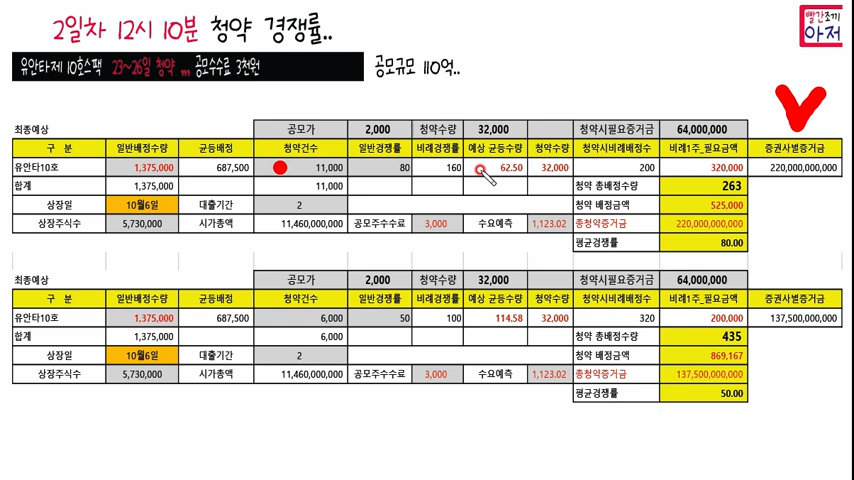 2일차 12시 10분 청약 경쟁률..
빨간조끼
아저
유안타제 10호스팩 23~26일 청약 ,,, 공모수수료 3천원
공모규모 110억..
최종예상 공모가 2,000 청약수량 32,000 청약시필요증거금 64,000,000
구 분 일반배정수량 균등배정 청약건수 일반경쟁률 비례경쟁률 예상 균등수량 청약수량 청약시비례배정수 비례1주_필요금액 증권사별증거금
유안타10호 1,375,000 687,500 11,000 80 160 62.50 32,000 200 320,000 220,000,000,000
합계 1,375,000 11,000 청약 총배정수량 263
상장일 10월6일 대출기간 2 청약 배정금액 525,000
상장주식수 5,730,000 시가총액 11,460,000,000 공모주수수료 3,000 수요예측 1,123.02 총청약증거금 220,000,000,000
평균경쟁률 80.00
최종예상 공모가 2,000 청약수량 32,000 청약시필요증거금 64,000,000
구 분 일반배정수량 균등배정 청약건수 일반경쟁률 비례경쟁률 예상 균등수량 청약수량 청약시비례배정수 비례1주_필요금액 증권사별증거금
유안타10호 1,375,000 687,500 6,000 50 100 114.58 32,000 320 200,000 137,500,000,000
합계 1,375,000 6,000 청약 총배정수량 435
상장일 10월6일 대출기간 2 청약 배정금액 869,167
상장주식수 5,730,000 시가총액 11,460,000,000 공모주수수료 3,000 수요예측 1,123.02 총청약증거금 137,500,000,000
평균경쟁률 50.00